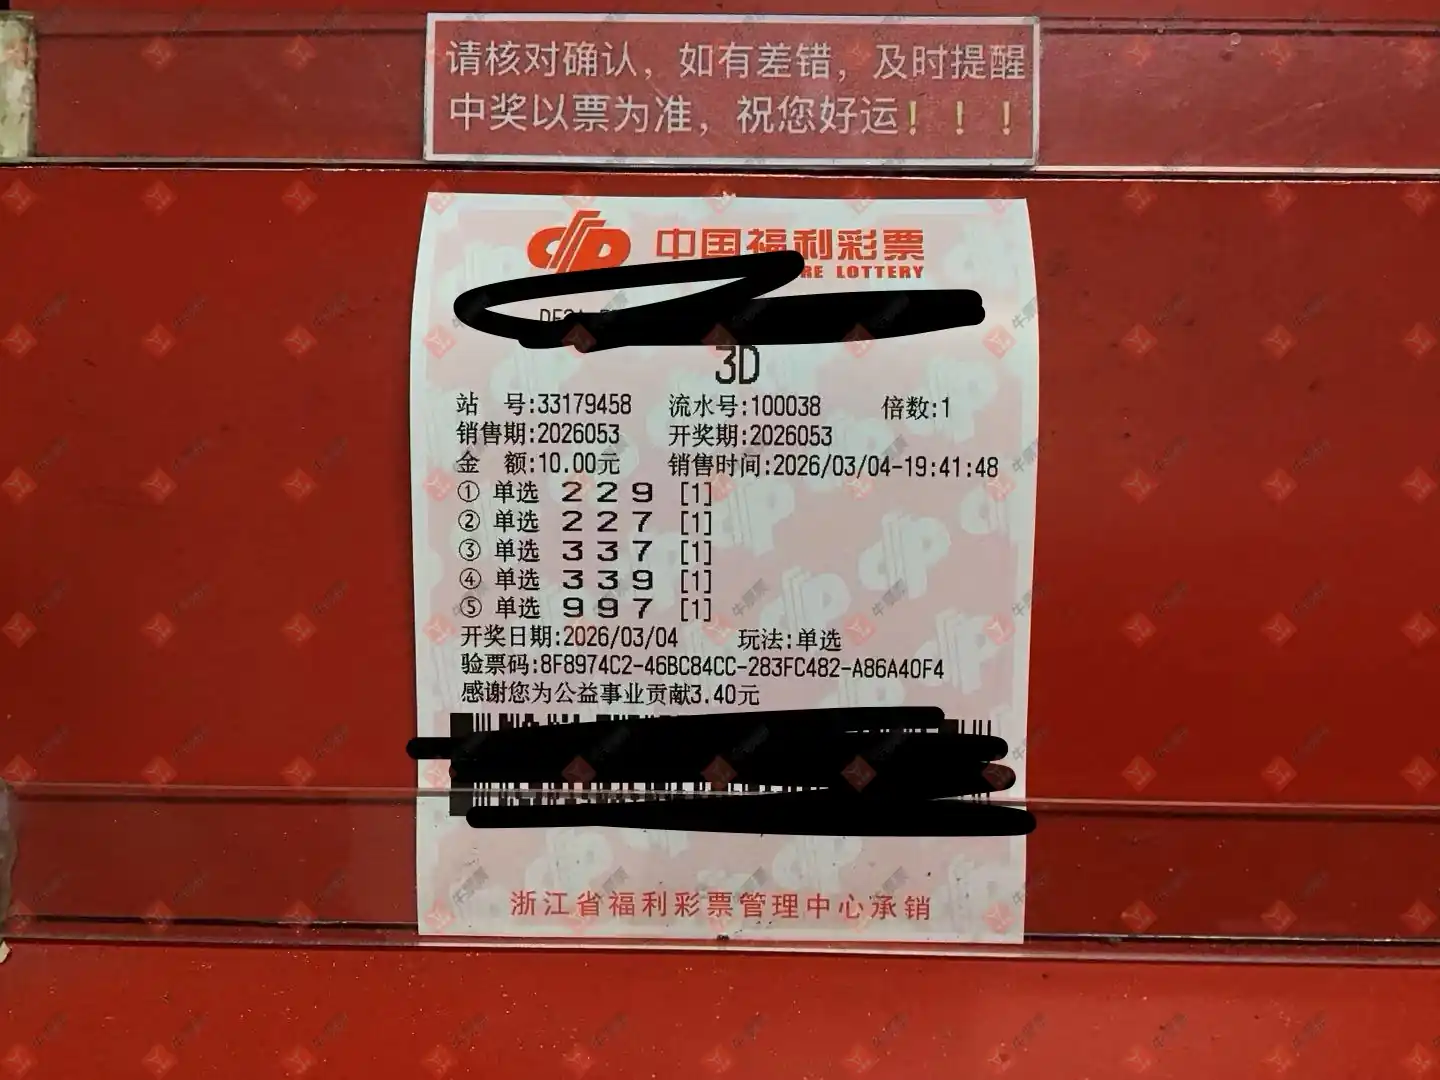 请核对确认，如有差错，及时提醒
中奖以票为准，祝您好运！！！
中国福利彩票
LOTTERY
3D
站 号:33179458 流水号:100038 倍数:1
销售期:2026053 开奖期:2026053
金 额:10.00元 销售时间:2026/03/04-19:41:48
① 单选 2 2 9 [1]
② 单选 2 2 7 [1]
③ 单选 3 3 7 [1]
④ 单选 3 3 9 [1]
⑤ 单选 9 9 7 [1]
开奖日期:2026/03/04 玩法:单选
验票码:8F8974C2-46BC84CC-283FC482-A86A40F4
感谢您为公益事业贡献3.40元
浙江省福利彩票管理中心承销